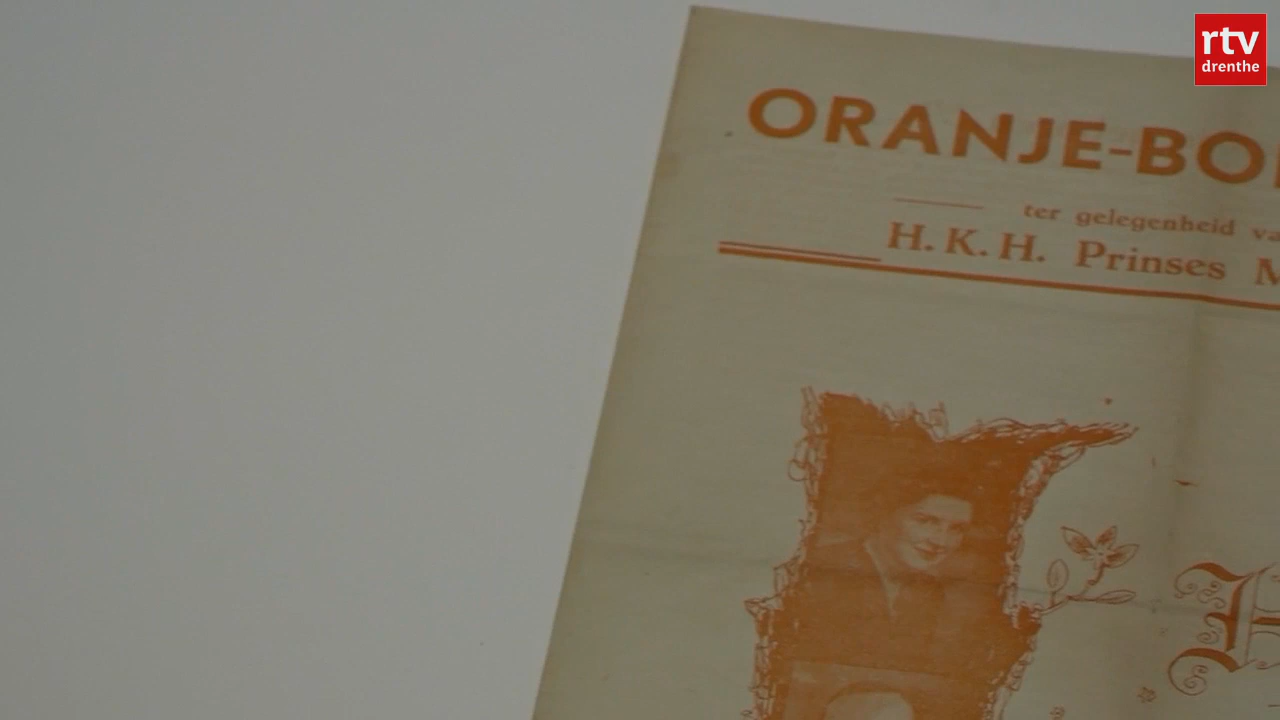 rtv
drenthe
ORANJE-BO
ter gelegenheid va
H. K. H. Prinses M